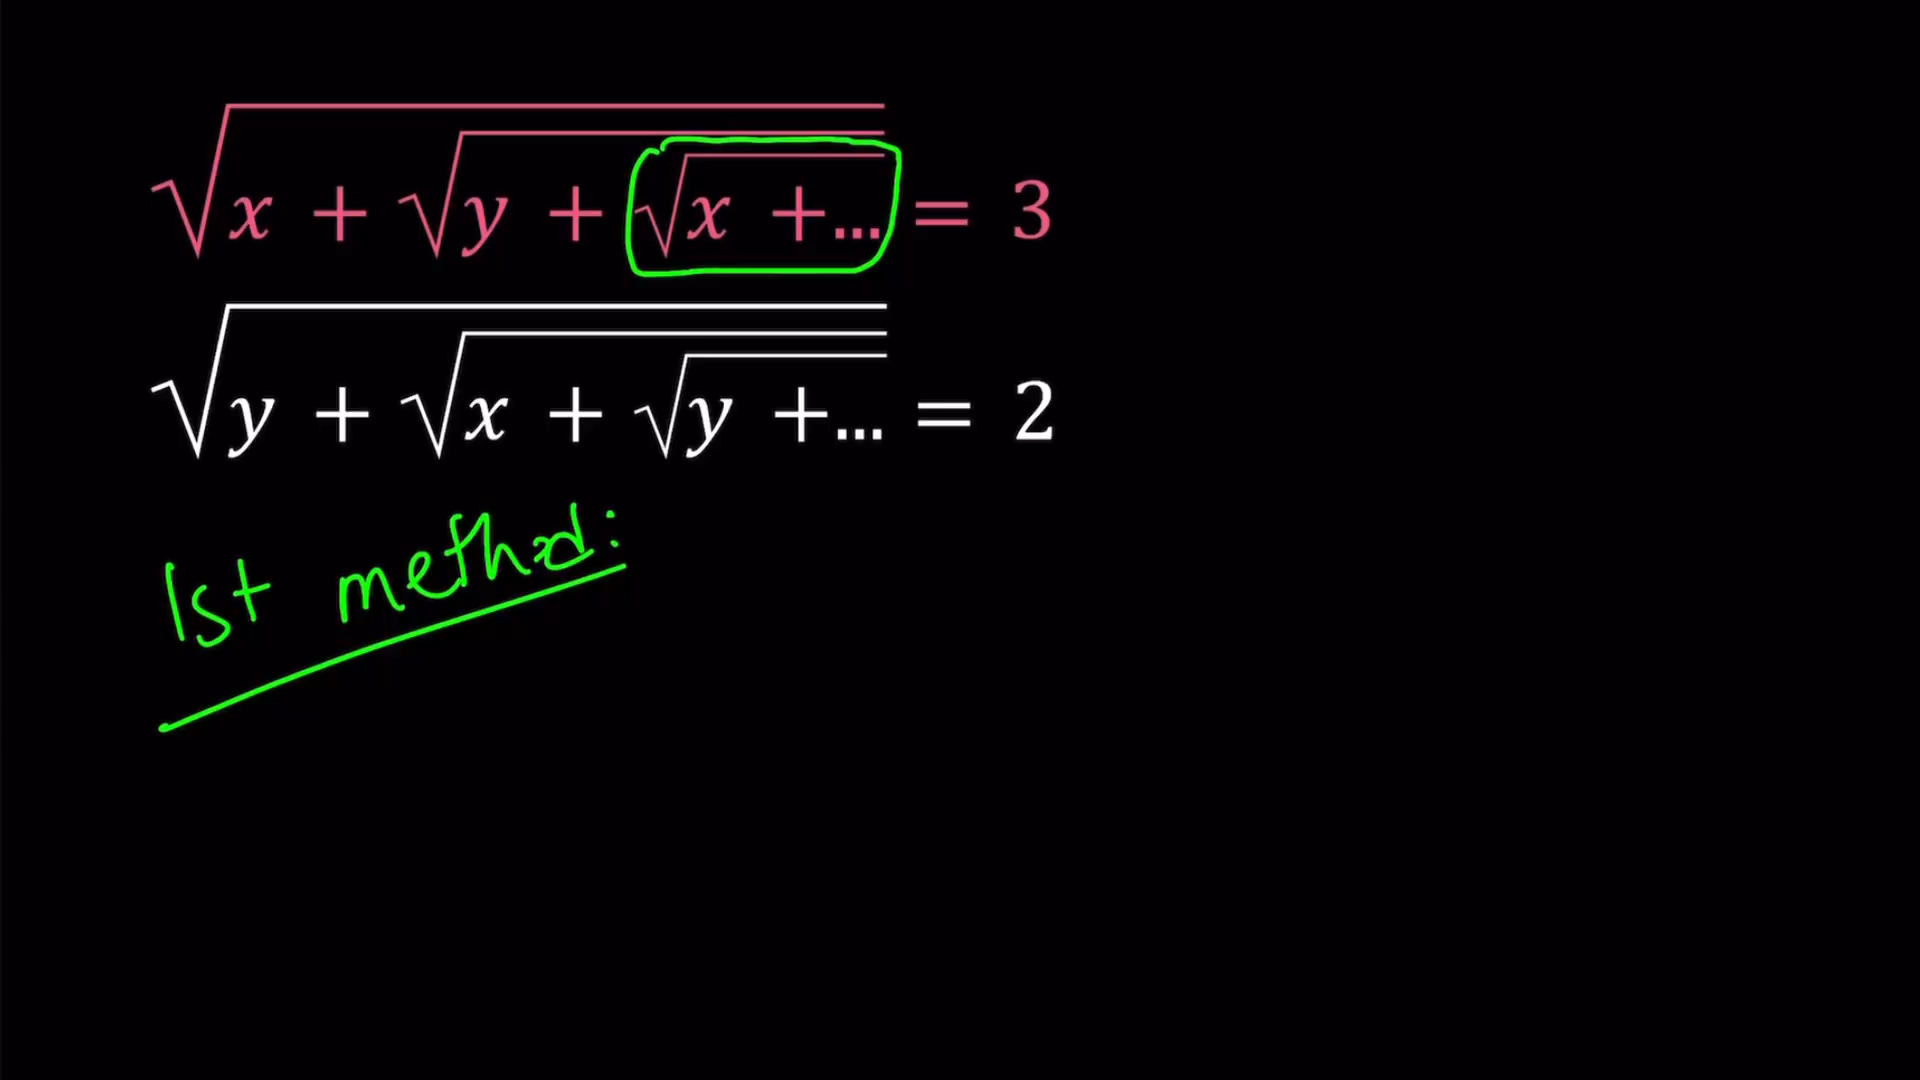 √(x + √(y + √(x +... = 3
√(y + √(x + √(y +... = 2
1st method: